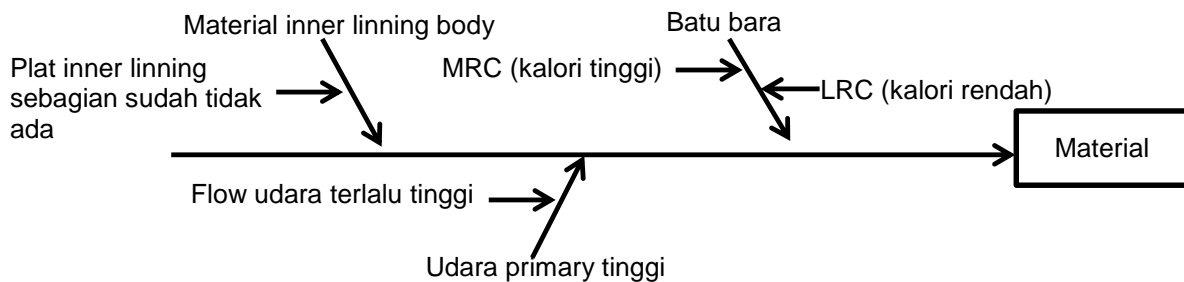 Material inner linning body
Batu bara
Plat inner linning
sebagian sudah tidak
ada
MRC (kalori tinggi)
LRC (kalori rendah)
Material
Flow udara terlalu tinggi
Udara primary tinggi